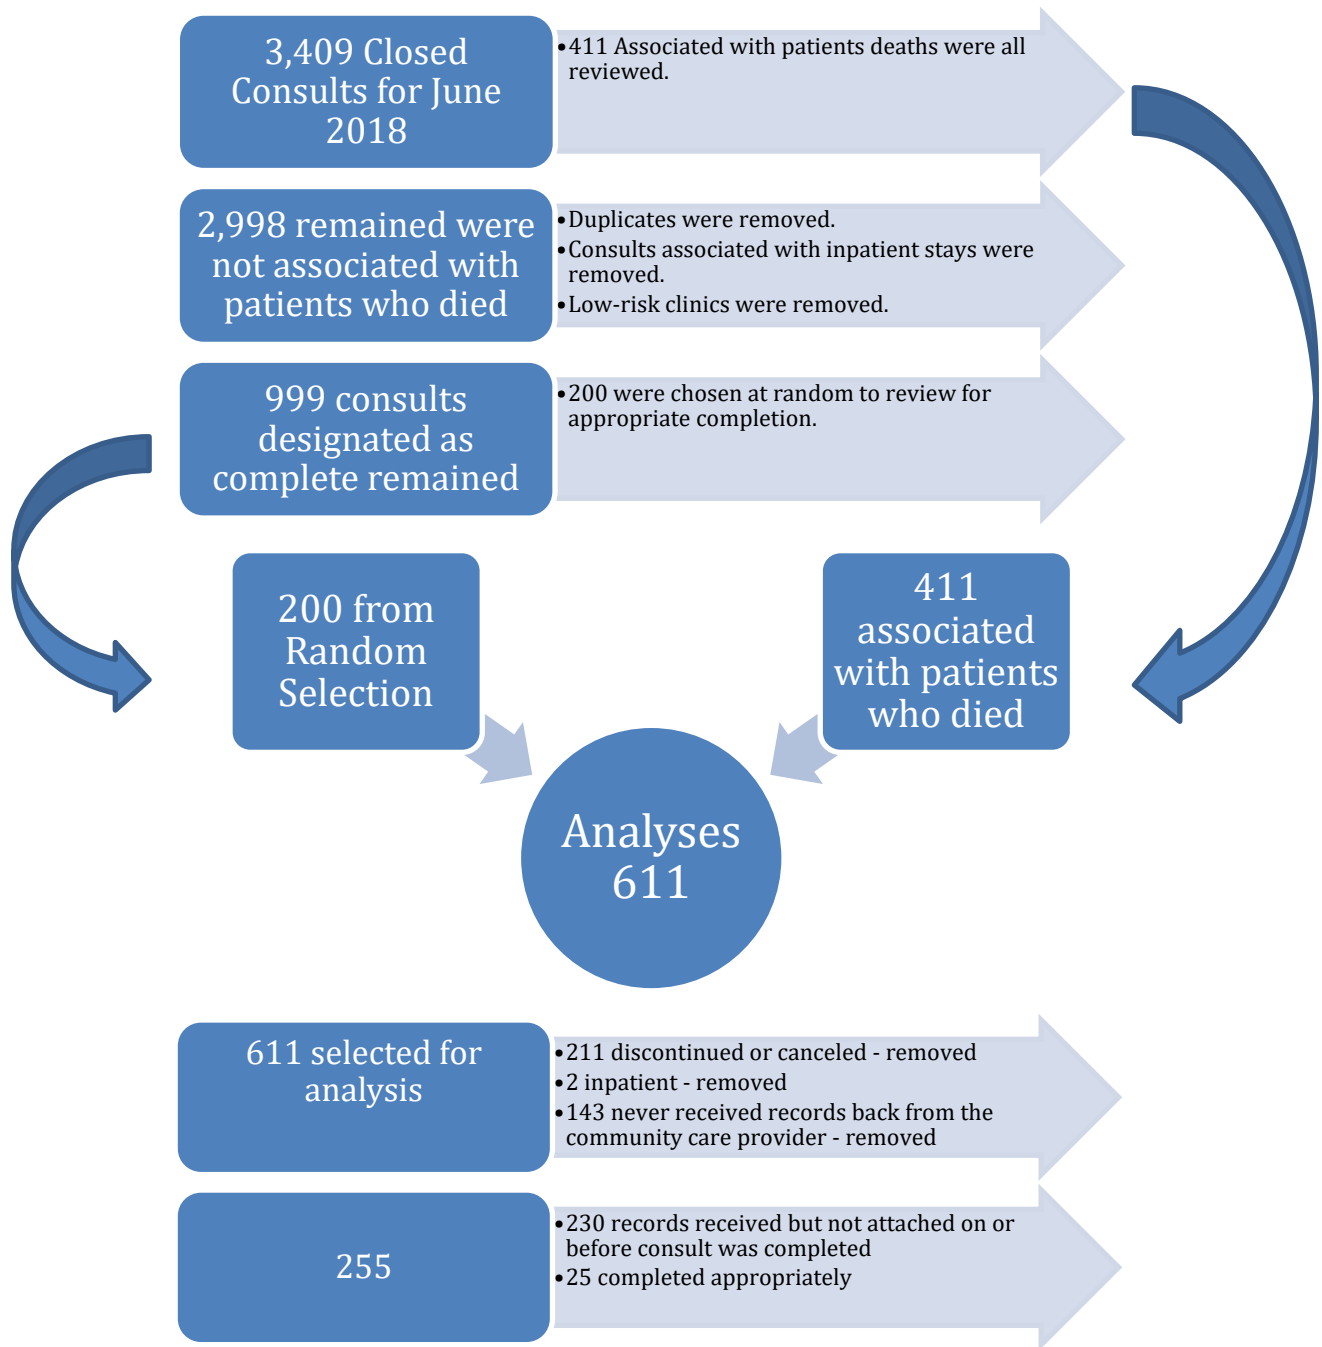 3,409 Closed
Consults for June
2018
•411 Associated with patients deaths were all
reviewed.
2,998 remained were
not associated with
patients who died
•Duplicates were removed.
•Consults associated with inpatient stays were
removed.
•Low-risk clinics were removed.
999 consults
designated as
complete remained
•200 were chosen at random to review for
appropriate completion.
200 from
Random
Selection
411
associated
with patients
who died
Analyses
611
611 selected for
analysis
•211 discontinued or canceled - removed
•2 inpatient - removed
•143 never received records back from the
community care provider - removed
255
•230 records received but not attached on or
before consult was completed
•25 completed appropriately